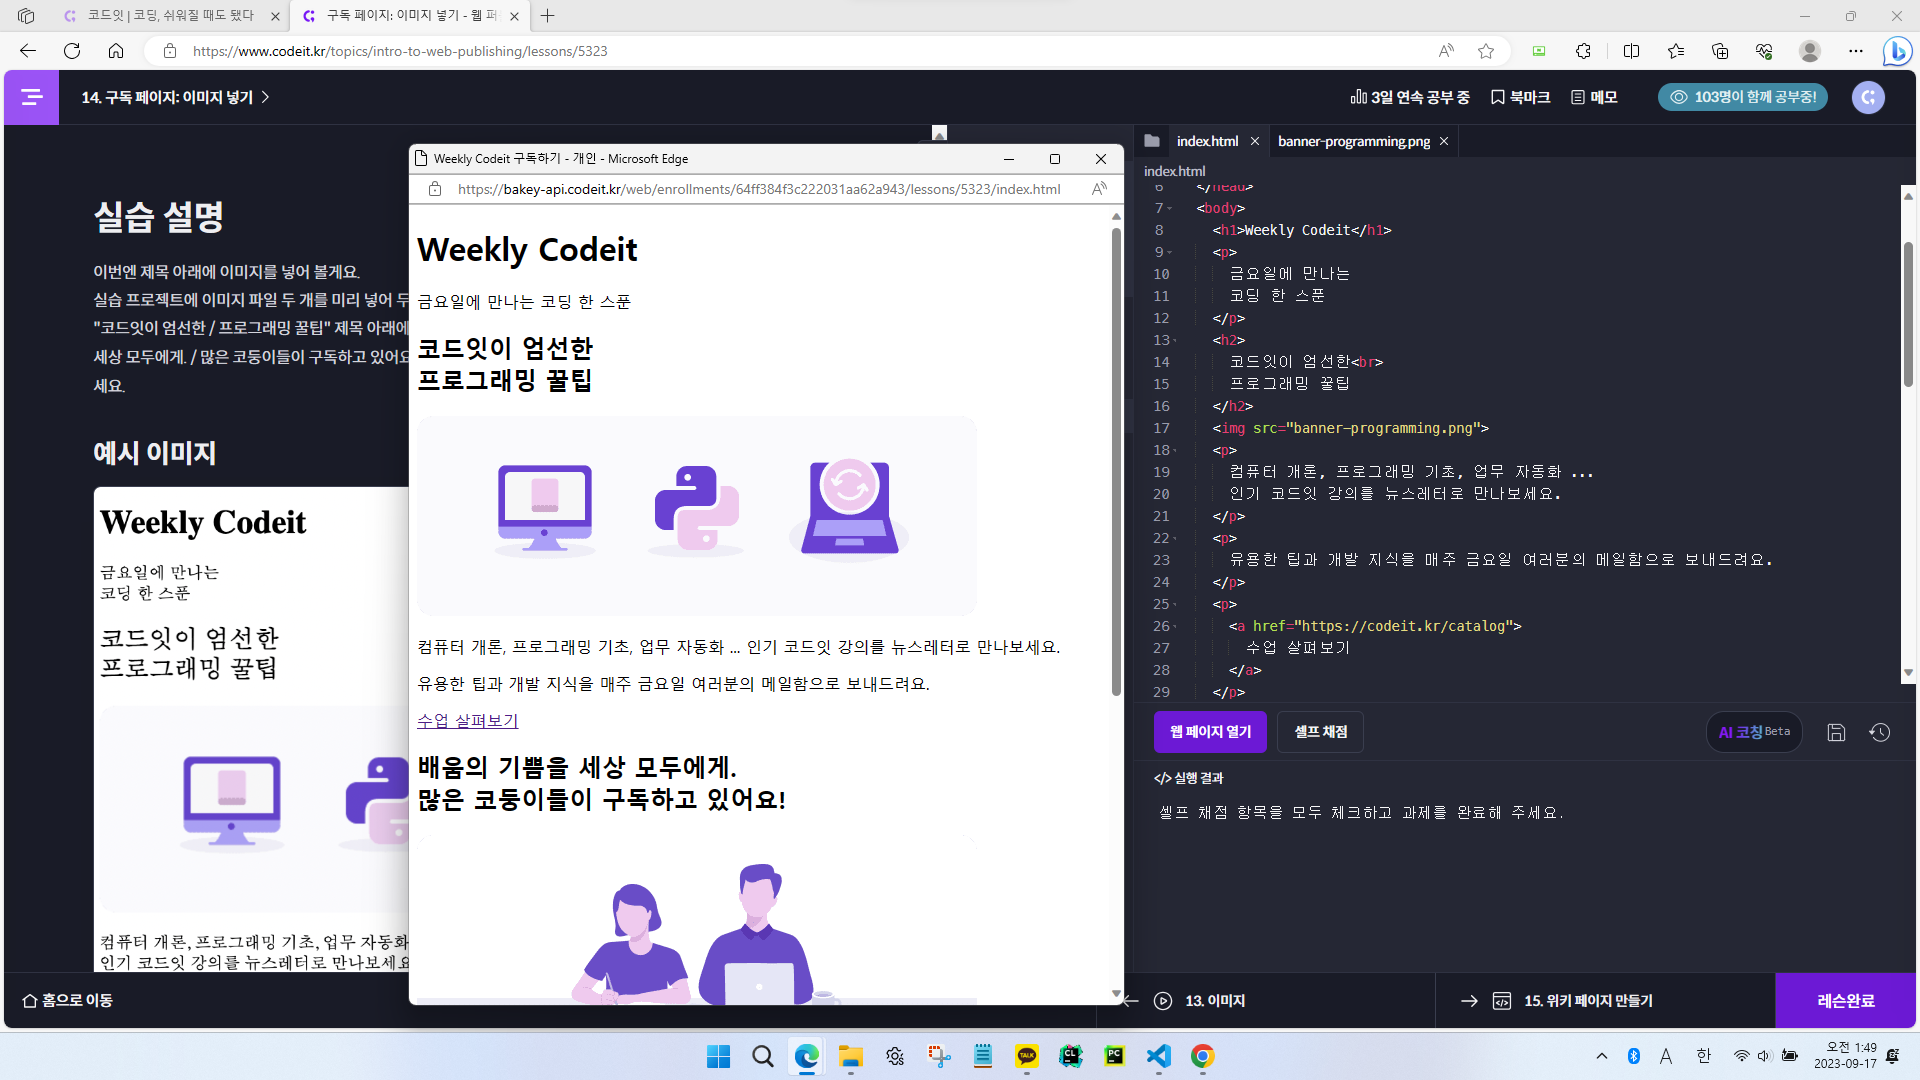 코드잇 | 코딩, 쉬워질 때도 됐다
구독 페이지: 이미지 넣기 - 웹 퍼
https://www.codeit.kr/topics/intro-to-web-publishing/lessons/5323
14. 구독 페이지: 이미지 넣기
3일 연속 공부 중
북마크
메모
103명이 함께 공부중!
실습 설명
이번엔 제목 아래에 이미지를 넣어 볼게요.
실습 프로젝트에 이미지 파일 두 개를 미리 넣어 두
"코드잇이 엄선한 / 프로그래밍 꿀팁" 제목 아래에
세상 모두에게. / 많은 코둥이들이 구독하고 있어요
세요.
예시 이미지
Weekly Codeit
금요일에 만나는
코딩 한 스푼
코드잇이 엄선한
프로그래밍 꿀팁
컴퓨터 개론, 프로그래밍 기초, 업무 자동화
인기 코드잇 강의를 뉴스레터로 만나보세요
Weekly Codeit 구독하기 - 개인 - Microsoft Edge
https://bakey-api.codeit.kr/web/enrollments/64ff384f3c222031aa62a943/lessons/5323/index.html
Weekly Codeit
금요일에 만나는 코딩 한 스푼
코드잇이 엄선한
프로그래밍 꿀팁
컴퓨터 개론, 프로그래밍 기초, 업무 자동화 ... 인기 코드잇 강의를 뉴스레터로 만나보세요.
유용한 팁과 개발 지식을 매주 금요일 여러분의 메일함으로 보내드려요.
수업 살펴보기
배움의 기쁨을 세상 모두에게.
많은 코둥이들이 구독하고 있어요!
index.html
banner-programming.png
index.html
6 </head>
7 <body>
8 <h1>Weekly Codeit</h1>
9 <p>
10 금요일에 만나는
11 코딩 한 스푼
12 </p>
13 <h2>
14 코드잇이 엄선한<br>
15 프로그래밍 꿀팁
16 </h2>
17 <img src="banner-programming.png">
18 <p>
19 컴퓨터 개론, 프로그래밍 기초, 업무 자동화 ...
20 인기 코드잇 강의를 뉴스레터로 만나보세요.
21 </p>
22 <p>
23 유용한 팁과 개발 지식을 매주 금요일 여러분의 메일함으로 보내드려요.
24 </p>
25 <p>
26 <a href="https://codeit.kr/catalog">
27 수업 살펴보기
28 </a>
29 </p>
웹 페이지 열기
셀프 채점
AI 코칭 Beta
</> 실행 결과
셀프 채점 항목을 모두 체크하고 과제를 완료해 주세요.
홈으로 이동
13. 이미지
15. 위키 페이지 만들기
레슨완료
TALK
CL
PC
A
한
오전 1:49
2023-09-17